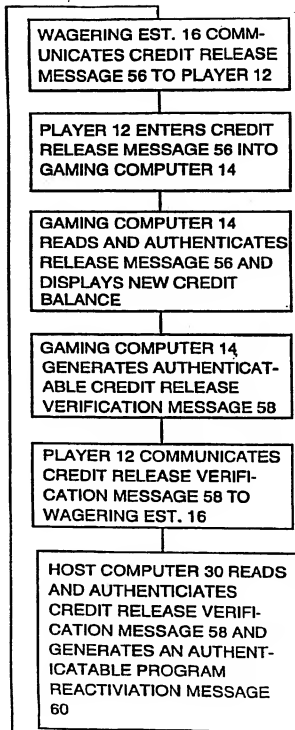 WAGERING EST. 16 COMM-
UNICATES CREDIT RELEASE
MESSAGE 56 TO PLAYER 12
PLAYER 12 ENTERS CREDIT
RELEASE MESSAGE 56 INTO
GAMING COMPUTER 14
GAMING COMPUTER 14
READS AND AUTHENTICATES
RELEASE MESSAGE 56 AND
DISPLAYS NEW CREDIT
BALANCE
GAMING COMPUTER 14
GENERATES AUTHENTICAT-
ABLE CREDIT RELEASE
VERIFICATION MESSAGE 58
PLAYER 12 COMMUNICATES
CREDIT RELEASE VERIFI-
CATION MESSAGE 58 TO
WAGERING EST. 16
HOST COMPUTER 30 READS
AND AUTHENTICIATES
CREDIT RELEASE VERIFI-
CATION MESSAGE 58 AND
GENERATES AN AUTHENT-
ICATABLE PROGRAM
REACTIVIATION MESSAGE
60